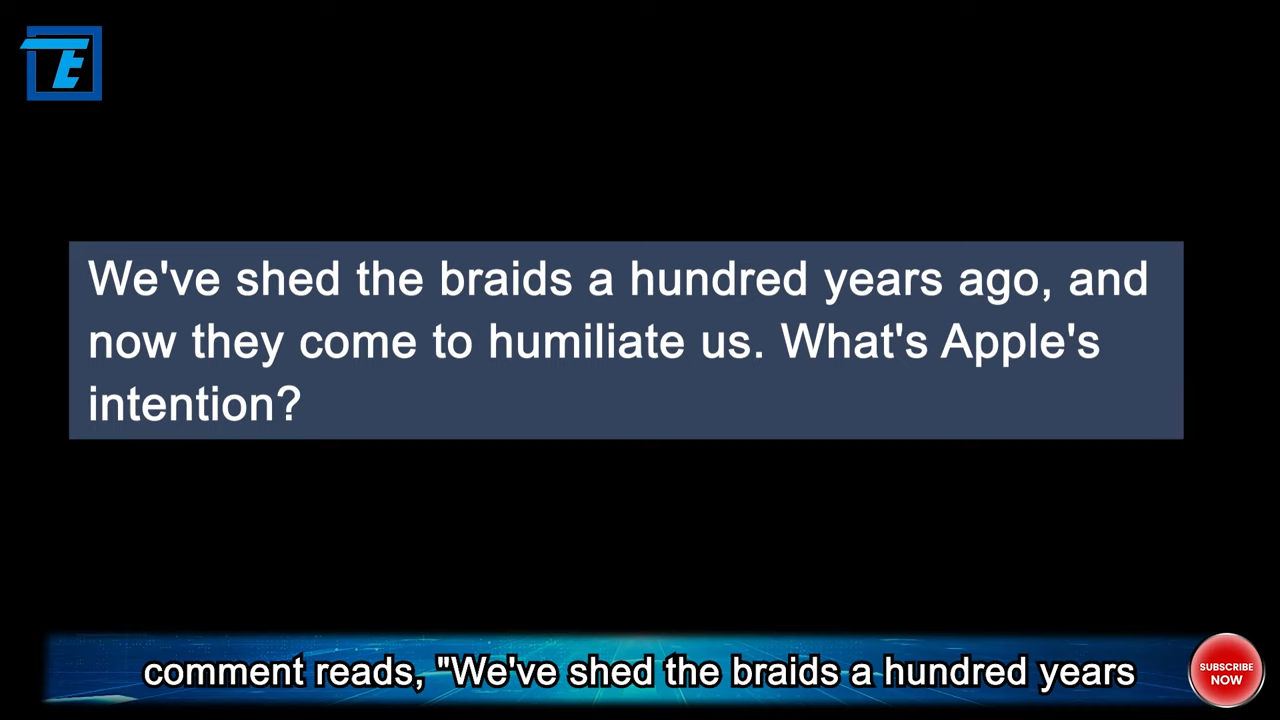 TE
We've shed the braids a hundred years ago, and
now they come to humiliate us. What's Apple's
intention?
comment reads, "We've shed the braids a hundred years
SUBSCRIBE
NOW